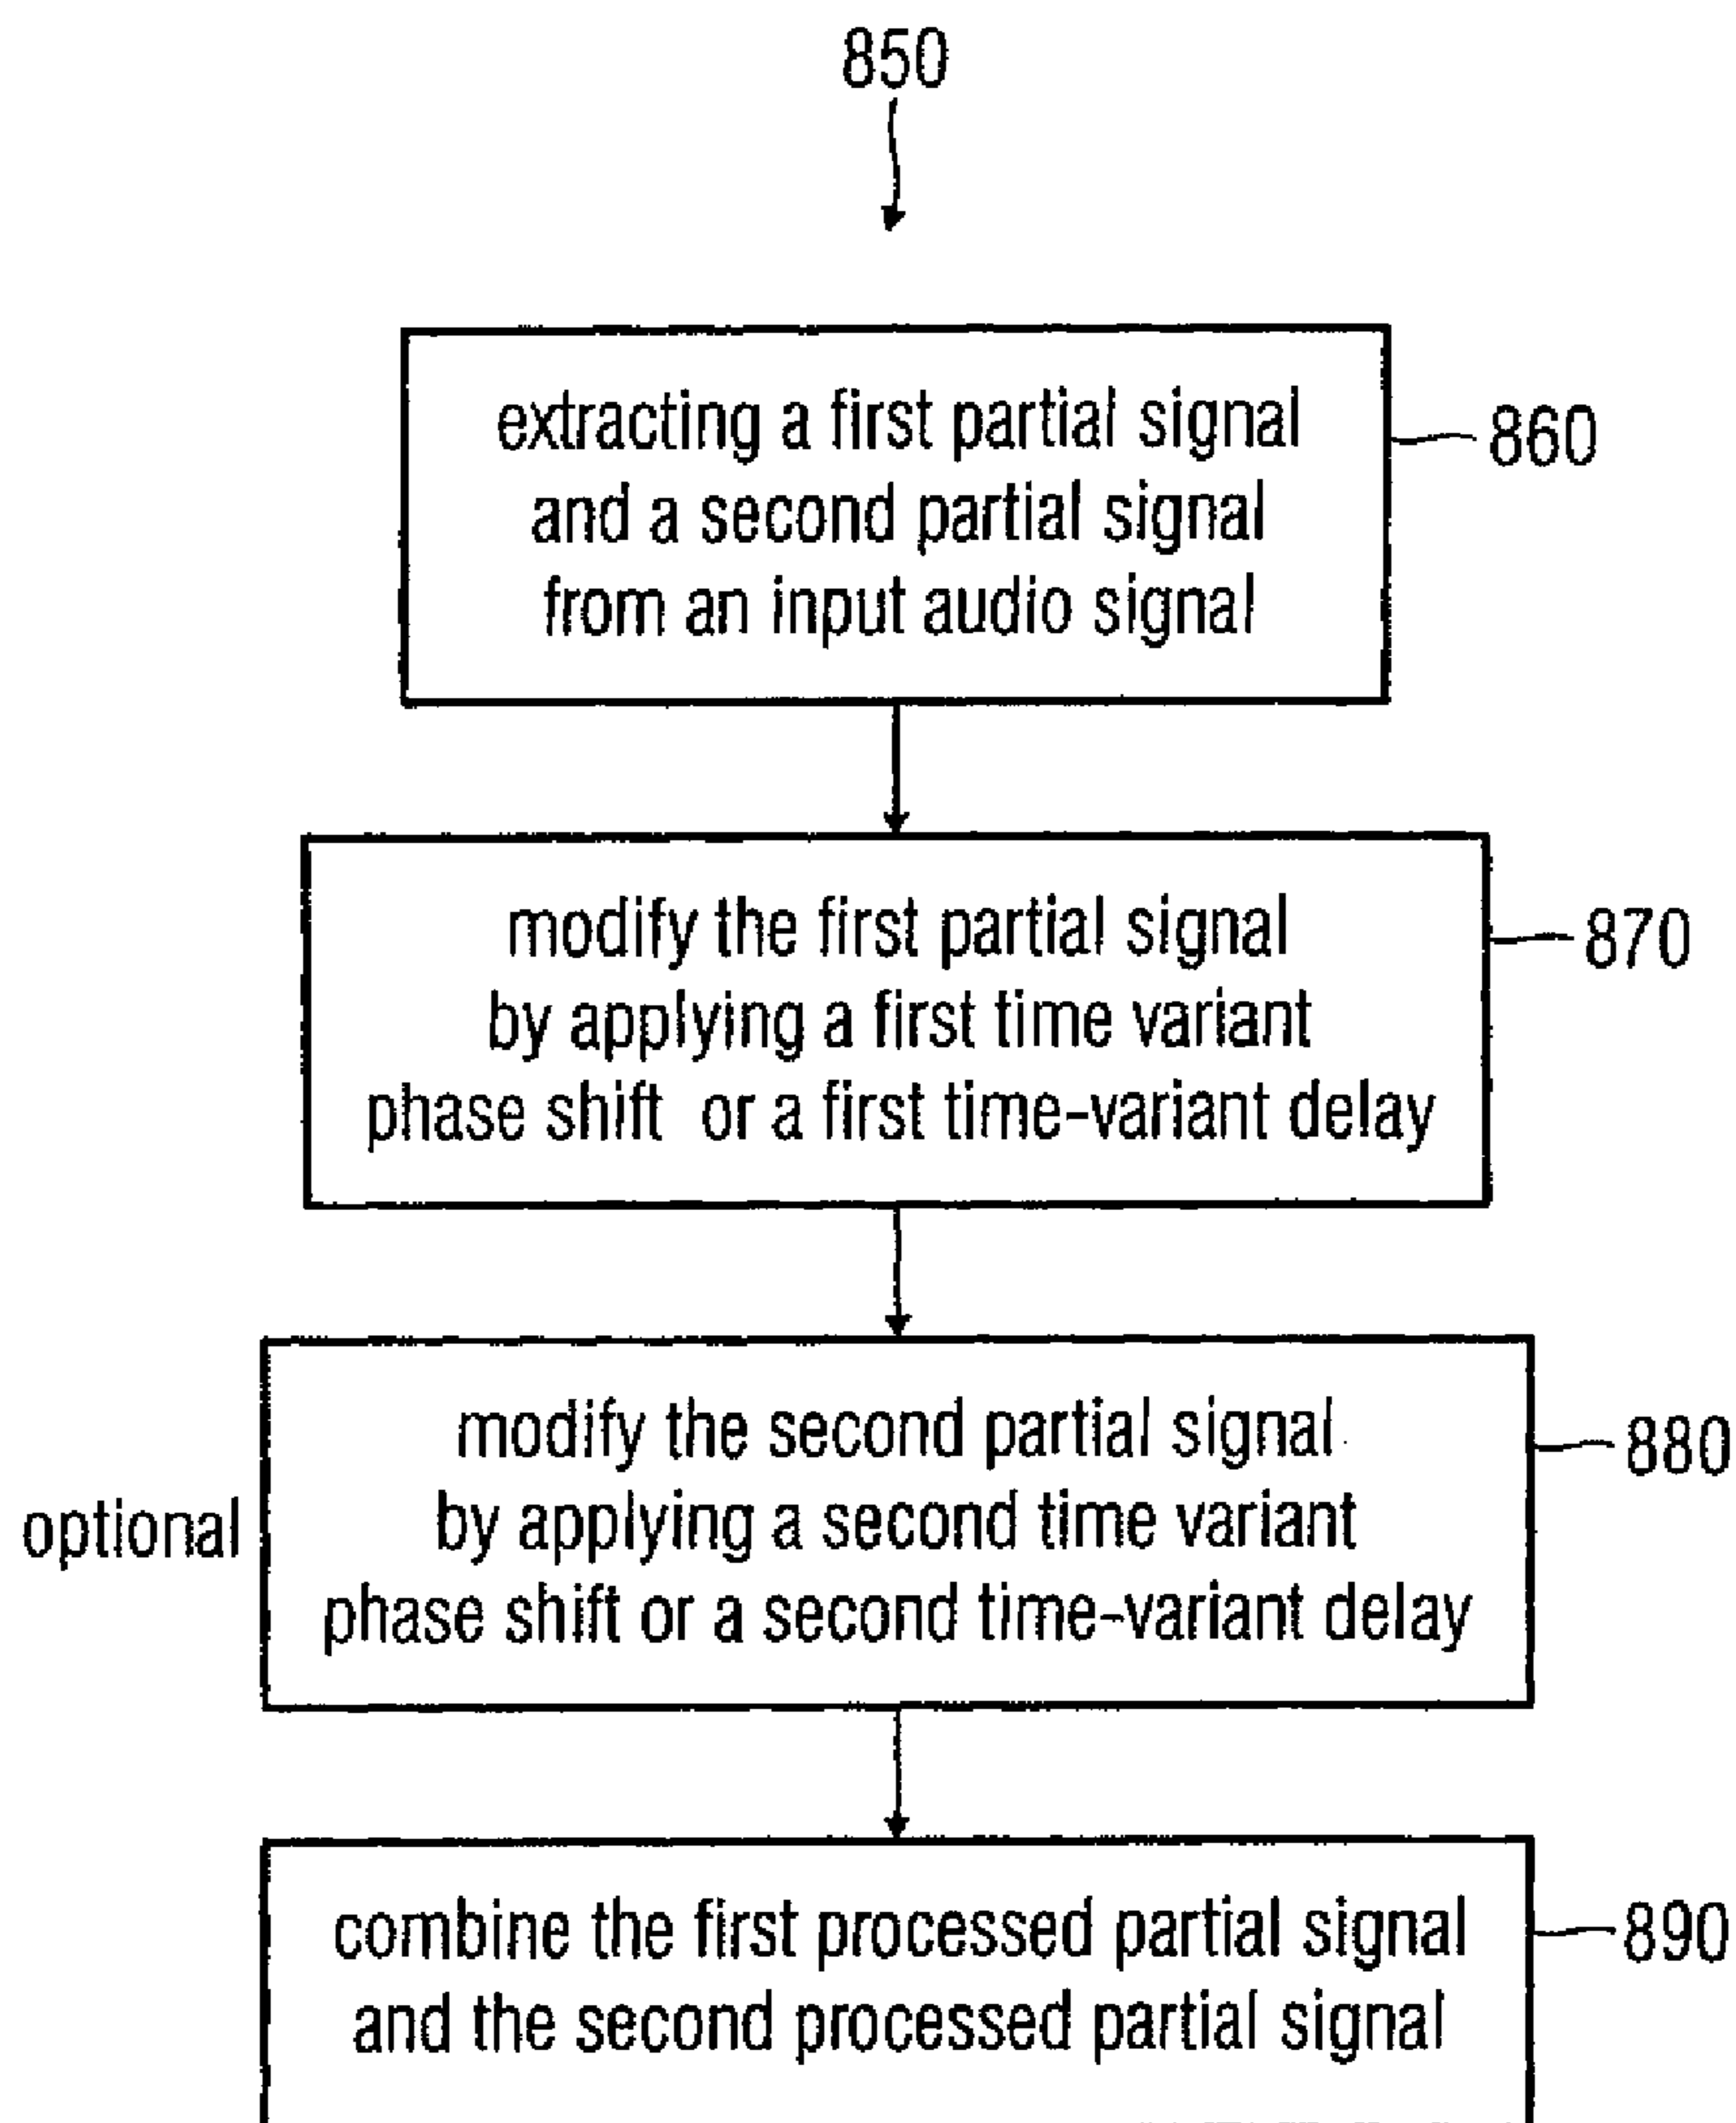 850
extracting a first partial signal
and a second partial signal
from an input audio signal
860
modify the first partial signal
by applying a first time variant
phase shift or a first time-variant delay
870
optional
modify the second partial signal
by applying a second time variant
phase shift or a second time-variant delay
880
combine the first processed partial signal
and the second processed partial signal
890